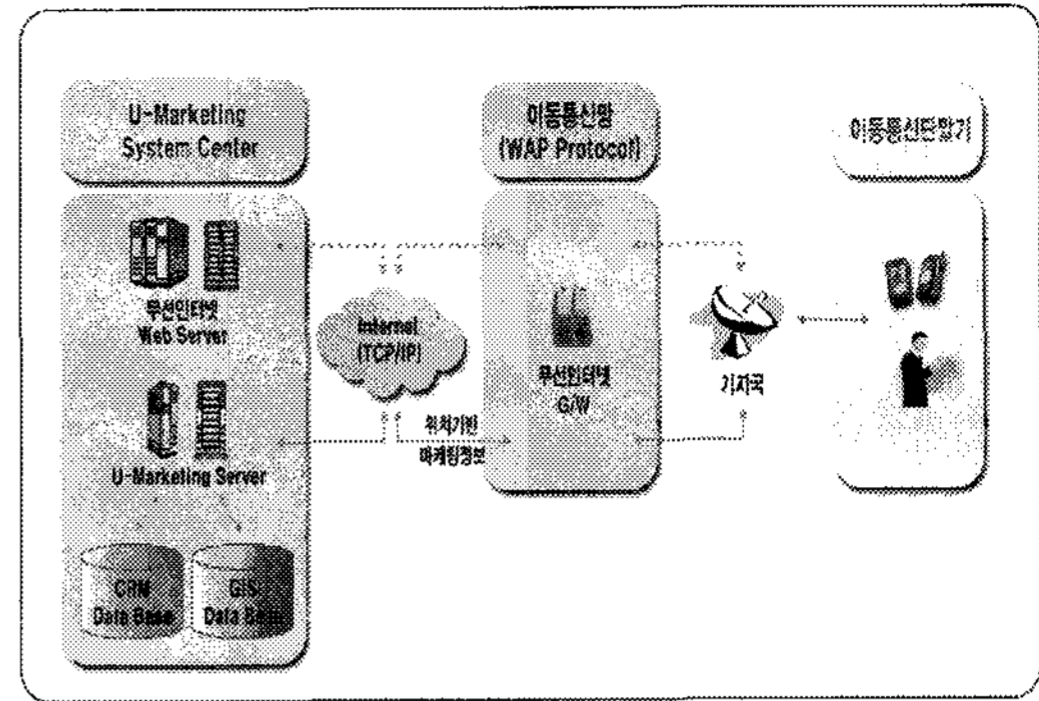 U-Marketing
System Center
이동통신망
(WAP Protocol)
이동통신단말기
무선인터넷
Web Server
Internet
(TCP/IP)
무선인터넷
G/W
기지국
위치기반
마케팅정보
U-Marketing Server
CRM
Data Base
GIS
Data Base